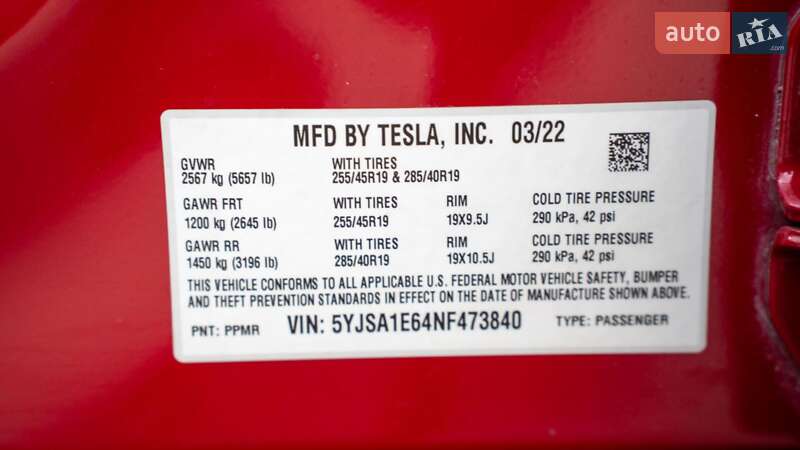 auto RIA.com
MFD BY TESLA, INC. 03/22
GVWR WITH TIRES
2567 kg (5657 lb) 255/45R19 & 285/40R19
GAWR FRT WITH TIRES RIM COLD TIRE PRESSURE
1200 kg (2645 lb) 255/45R19 19X9.5J 290 kPa, 42 psi
GAWR RR WITH TIRES RIM COLD TIRE PRESSURE
1450 kg (3196 lb) 285/40R19 19X10.5J 290 kPa, 42 psi
THIS VEHICLE CONFORMS TO ALL APPLICABLE U.S. FEDERAL MOTOR VEHICLE SAFETY, BUMPER
AND THEFT PREVENTION STANDARDS IN EFFECT ON THE DATE OF MANUFACTURE SHOWN ABOVE.
PNT: PPMR VIN: 5YJSA1E64NF473840 TYPE: PASSENGER